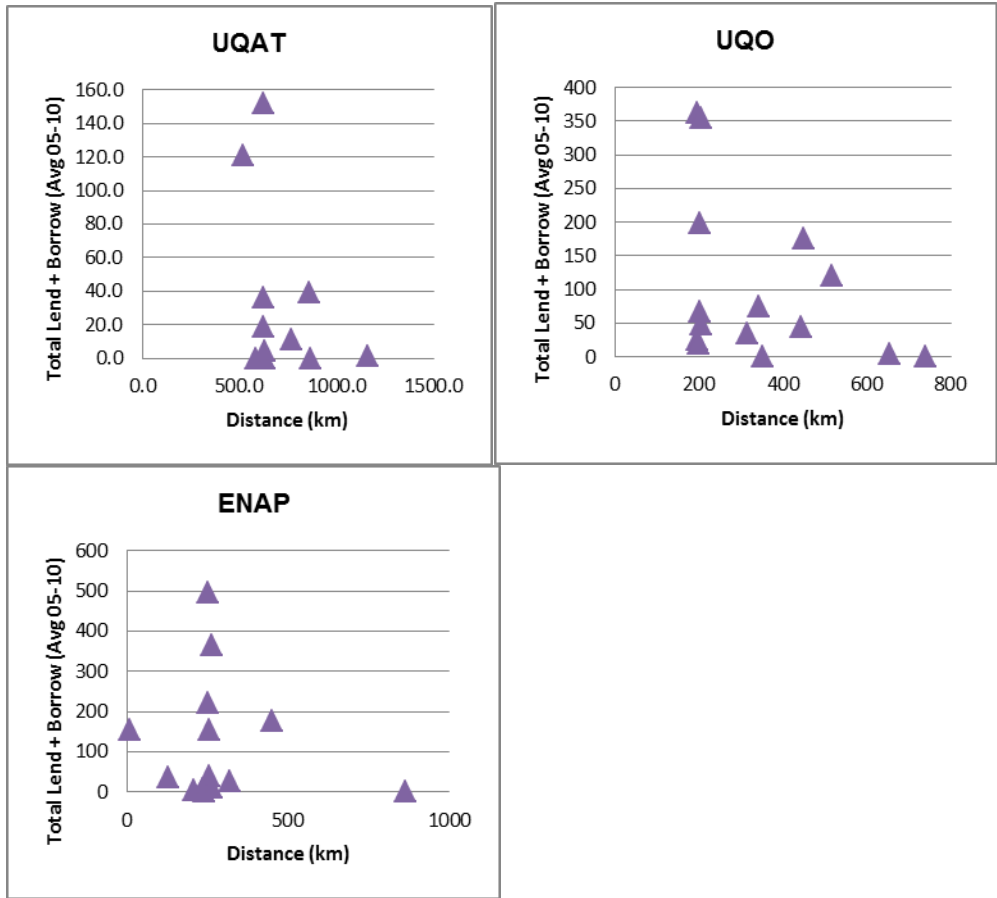 UQAT
Total Lend + Borrow (Avg 05-10)
160.0
140.0
120.0
100.0
80.0
60.0
40.0
20.0
0.0
0.0 500.0 1000.0 1500.0
Distance (km)
UQO
Total Lend + Borrow (Avg 05-10)
400
350
300
250
200
150
100
50
0
0 200 400 600 800
Distance (km)
ENAP
Total Lend + Borrow (Avg 05-10)
600
500
400
300
200
100
0
0 500 1000
Distance (km)